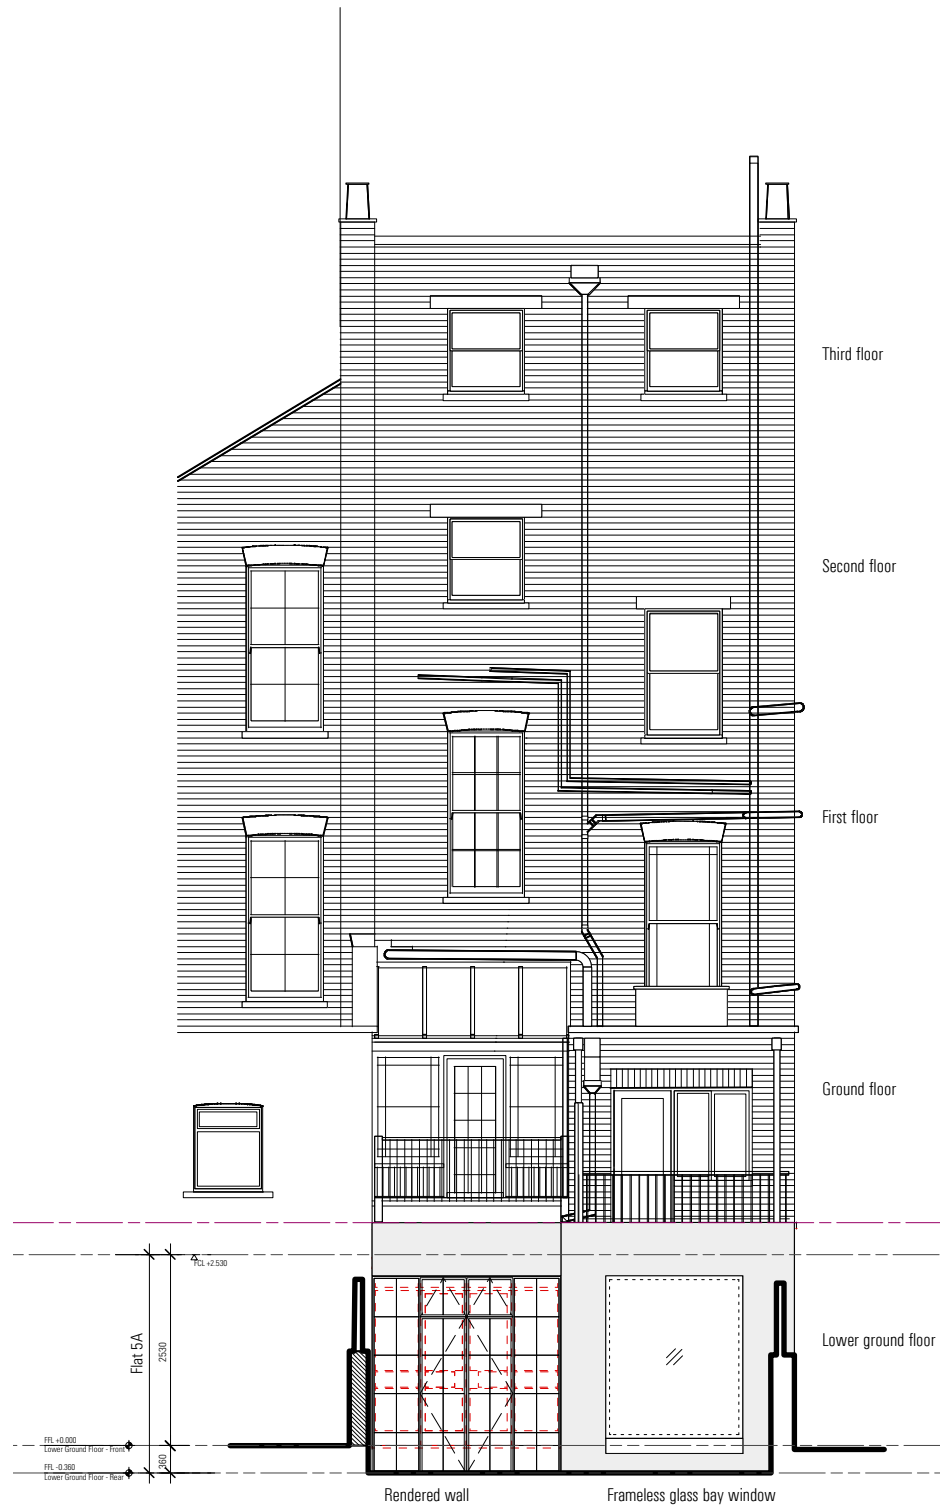 Third floor
Second floor
First floor
Ground floor
FCL +2.530
Flat 5A
2530
Lower ground floor
FFL +0.000
Lower Ground Floor - Front
360
FFL -0.360
Lower Ground Floor - Rear
Rendered wall
Frameless glass bay window